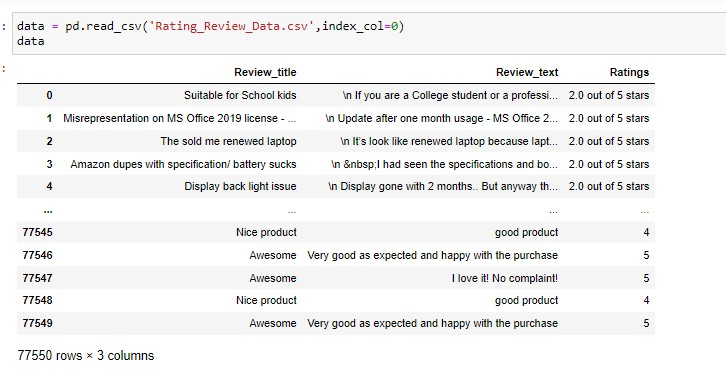 : data = pd.read_csv('Rating_Review_Data.csv',index_col=0)
data
:
Review_title Review_text Ratings
0 Suitable for School kids \n If you are a College student or a professi... 2.0 out of 5 stars
1 Misrepresentation on MS Office 2019 license - ... \n Update after one month usage - MS Office 2... 2.0 out of 5 stars
2 The sold me renewed laptop \n It's look like renewed laptop because lapt... 2.0 out of 5 stars
3 Amazon dupes with specification/ battery sucks \n &nbsp;I had seen the specifications and bo... 2.0 out of 5 stars
4 Display back light issue \n Display gone with 2 months.. But anyway th... 2.0 out of 5 stars
... ... ... ...
77545 Nice product good product 4
77546 Awesome Very good as expected and happy with the purchase 5
77547 Awesome I love it! No complaint! 5
77548 Nice product good product 4
77549 Awesome Very good as expected and happy with the purchase 5
77550 rows × 3 columns